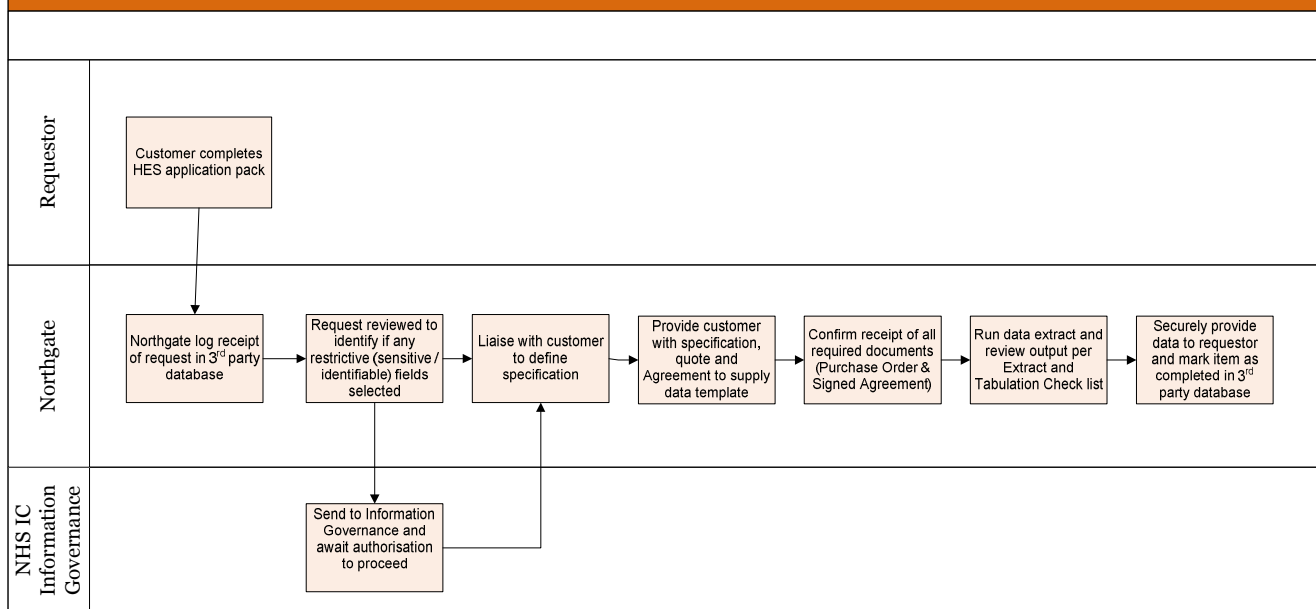 Requestor
Customer completes
HES application pack
Northgate
Northgate log receipt
of request in 3rd party
database
Request reviewed to
identify if any
restrictive (sensitive /
identifiable) fields
selected
Liaise with customer
to define
specification
Provide customer
with specification,
quote and
Agreement to supply
data template
Confirm receipt of all
required documents
(Purchase Order &
Signed Agreement)
Run data extract and
review output per
Extract and
Tabulation Check list
Securely provide
data to requestor
and mark item as
completed in 3rd
party database
NHS IC
Information
Governance
Send to Information
Governance and
await authorisation
to proceed